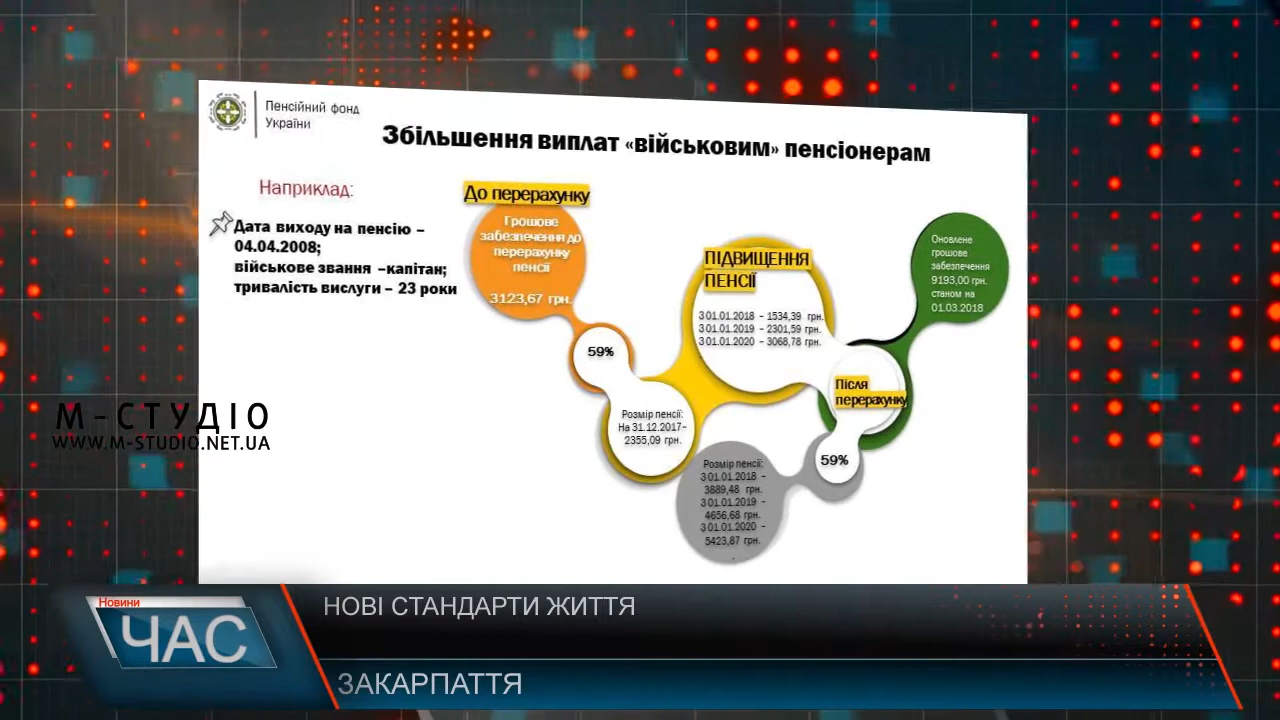 Пенсійний фонд
України
Збільшення виплат «військовим» пенсіонерам
Наприклад:
Дата виходу на пенсію –
04.04.2008;
військове звання –капітан;
тривалість вислуги – 23 роки
До перерахунку
Грошове
забезпечення до
перерахунку
пенсії
3123,67 грн.
59%
Розмір пенсії:
На 31.12.2017–
2355,09 грн.
ПІДВИЩЕННЯ
ПЕНСІЇ
З 01.01.2018 – 1534,39 грн.
З 01.01.2019 – 2301,59 грн.
З 01.01.2020 – 3068,78 грн.
Оновлене
грошове
забезпечення
9193,00 грн.
станом на
01.03.2018
Після
перерахунку
59%
Розмір пенсії:
З 01.01.2018 –
3889,48 грн.
З 01.01.2019 –
4656,68 грн.
З 01.01.2020 –
5423,87 грн.
М-СТУДІО
WWW.M-STUDIO.NET.UA
Новини
ЧАС
НОВІ СТАНДАРТИ ЖИТТЯ
ЗАКАРПАТТЯ